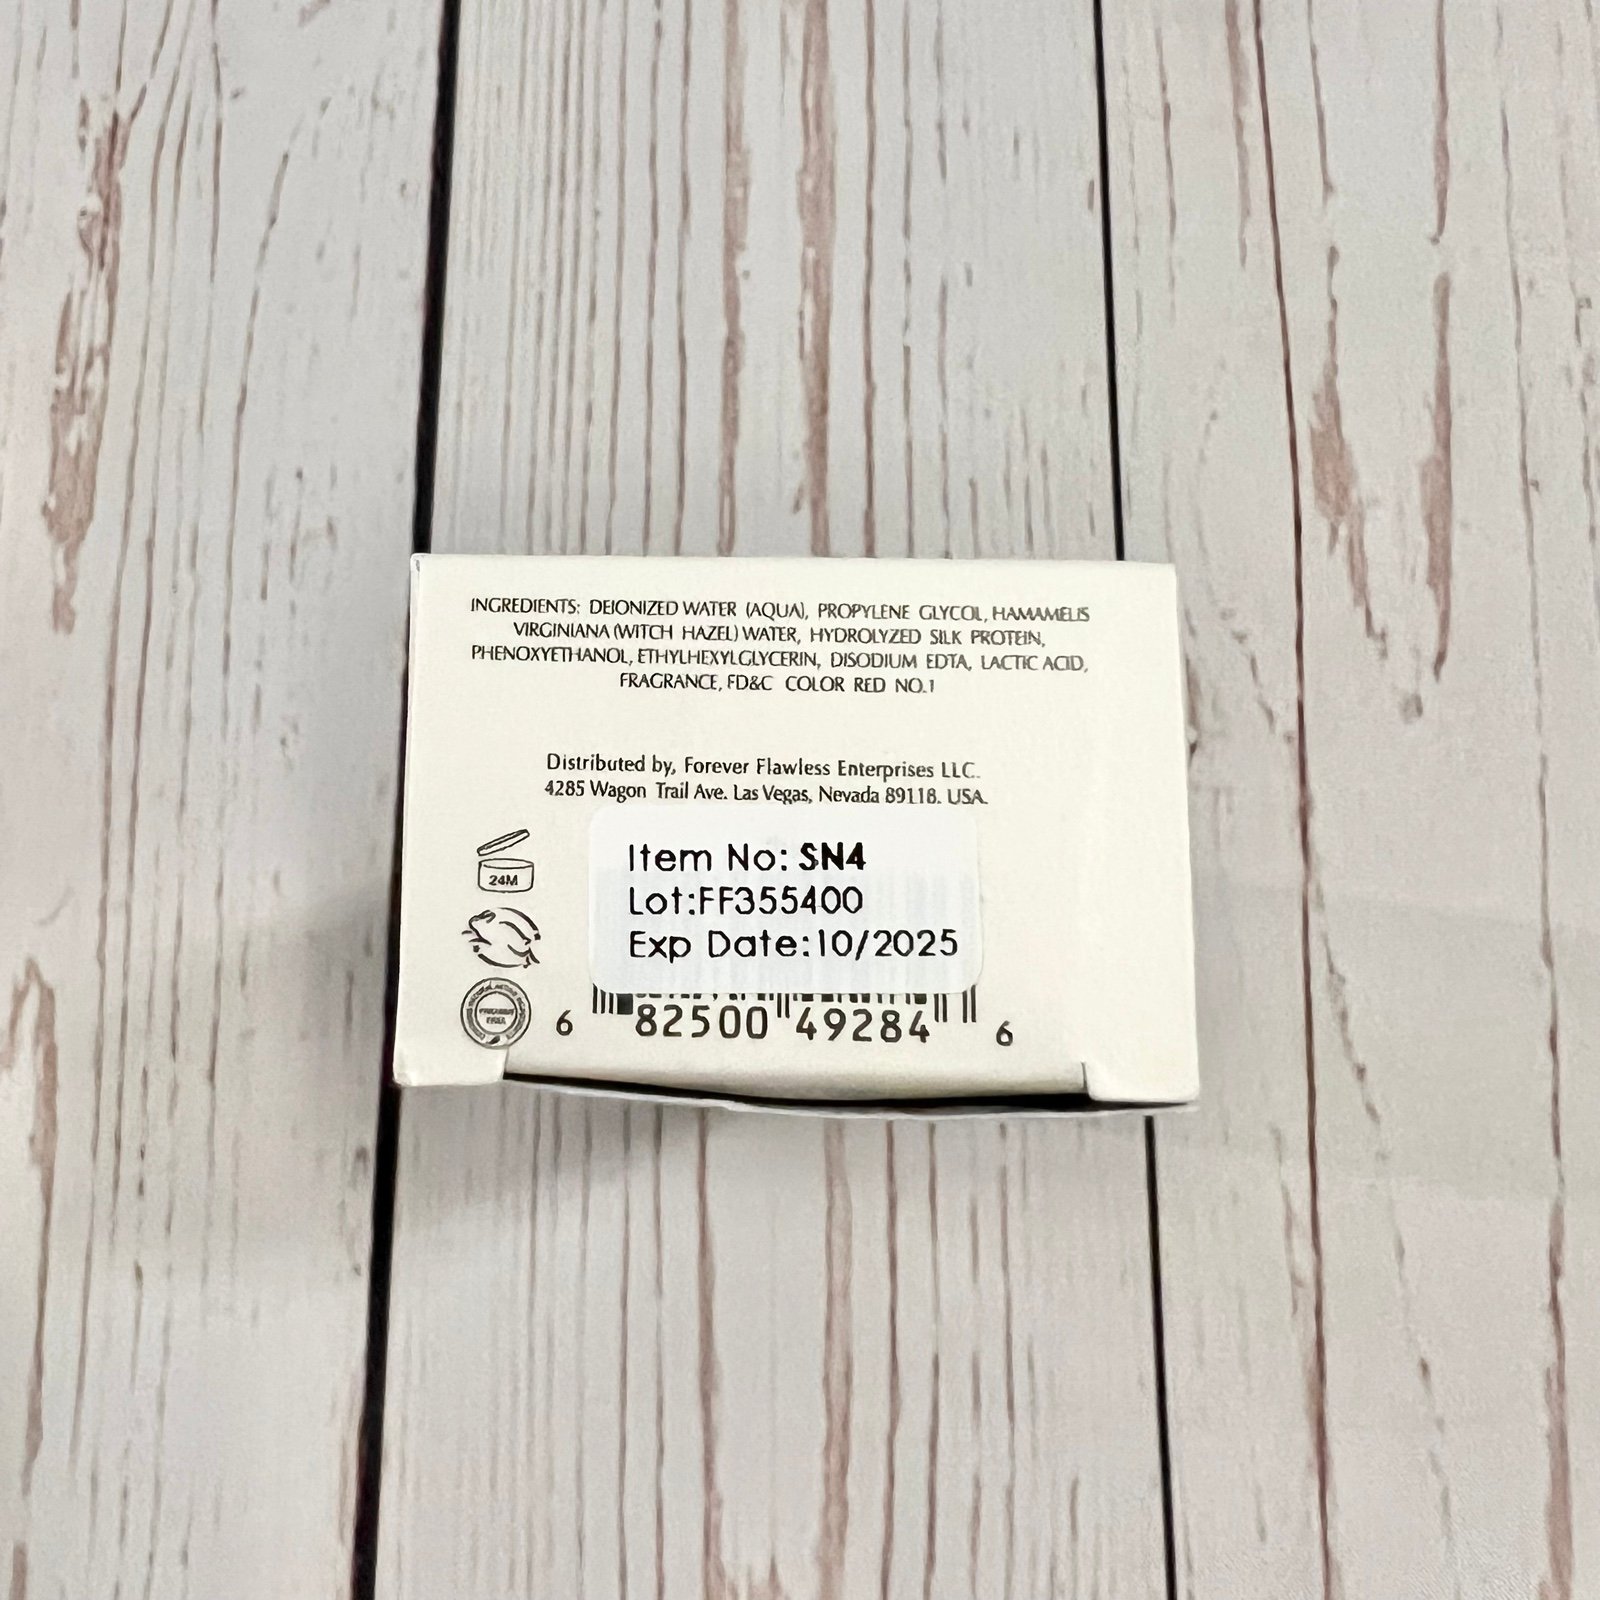 INGREDIENTS: DEIONIZED WATER (AQUA), PROPYLENE GLYCOL, HAMAMELIS
VIRGINIANA (WITCH HAZEL) WATER, HYDROLYZED SILK PROTEIN,
PHENOXYETHANOL, ETHYLHEXYLGLYCERIN, DISODIUM EDTA, LACTIC ACID,
FRAGRANCE, FD&C COLOR RED NO.1
Distributed by, Forever Flawless Enterprises LLC.
4285 Wagon Trail Ave. Las Vegas, Nevada 89118. USA.
24M
Item No: SN4
Lot:FF355400
Exp Date:10/2025
FREE
6 82500 49284 6